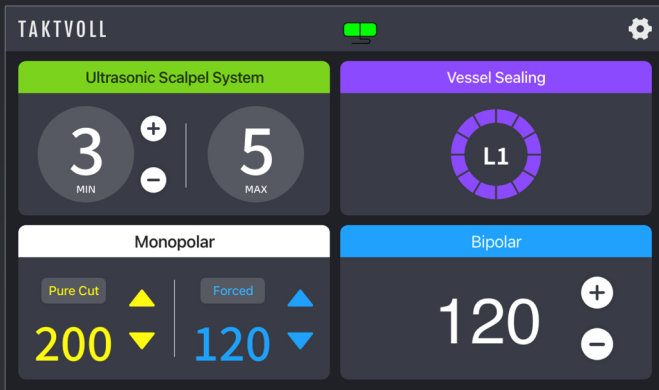 TAKTVOLL
Ultrasonic Scalpel System
3
MIN
5
MAX
Vessel Sealing
L1
Monopolar
Pure Cut
200
Forced
120
Bipolar
120